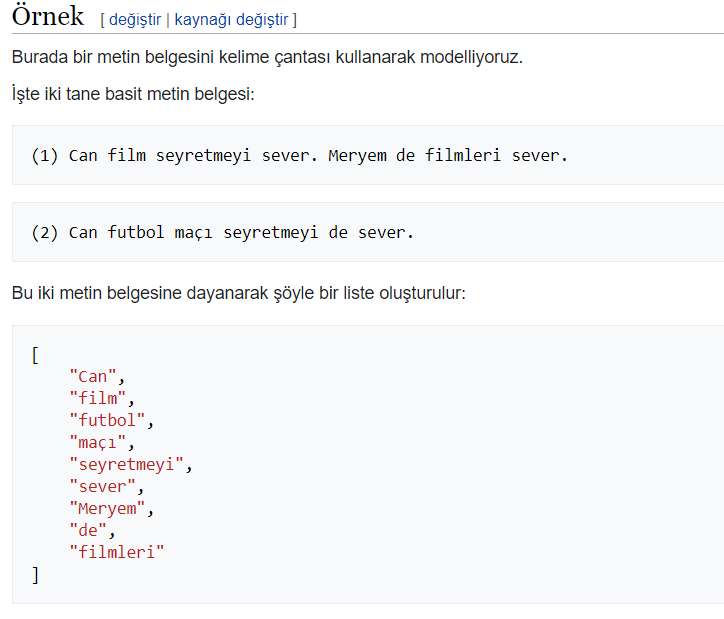 Örnek [ değiştir | kaynağı değiştir ]
Burada bir metin belgesini kelime çantası kullanarak modelliyoruz.
İşte iki tane basit metin belgesi:
(1) Can film seyretmeyi sever. Meryem de filmleri sever.
(2) Can futbol maçı seyretmeyi de sever.
Bu iki metin belgesine dayanarak şöyle bir liste oluşturulur:
[
"Can",
"film",
"futbol",
"maçı",
"seyretmeyi",
"sever",
"Meryem",
"de",
"filmleri"
]